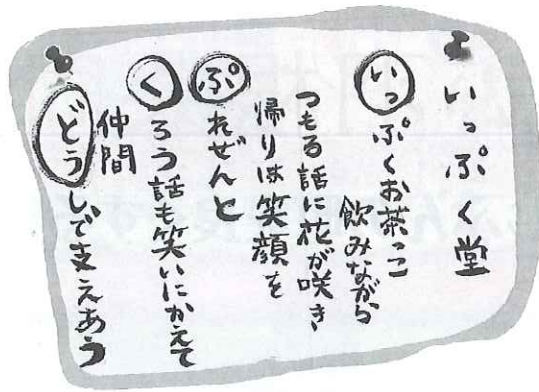 いっぷく堂
いっぷくお茶っこ
飲みながら
つもる話に花が咲き
帰りは笑顔を
ぷれぜんと
くろう話も笑いにかえて
仲間
どうしで支えあう